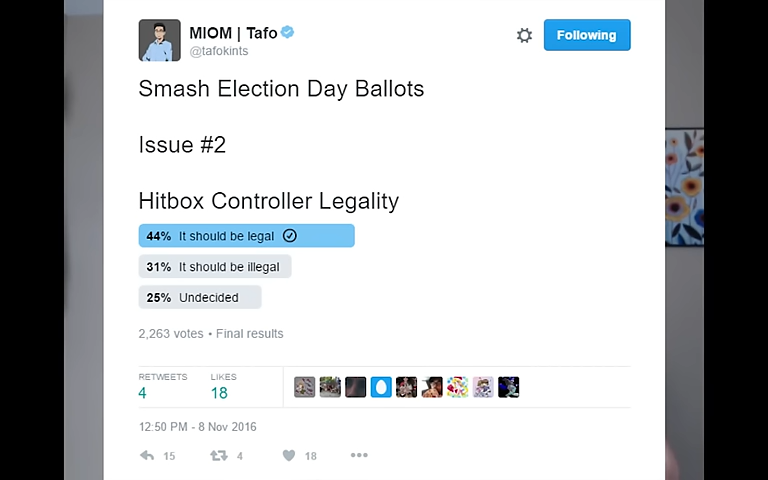 MIOM | Tafo
@tafokints
Following
Smash Election Day Ballots
Issue #2
Hitbox Controller Legality
44% It should be legal
31% It should be illegal
25% Undecided
2,263 votes • Final results
RETWEETS LIKES
4 18
12:50 PM - 8 Nov 2016
15 4 18